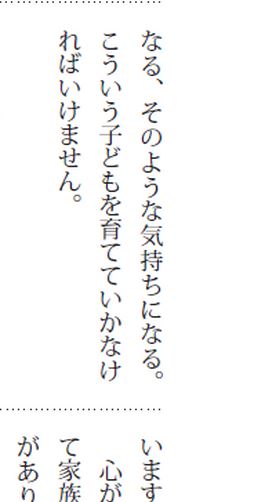 なる、そのような気持ちになる。
こういう子どもを育てていかなけ
ればいけません。
います
心が
て家族
があり